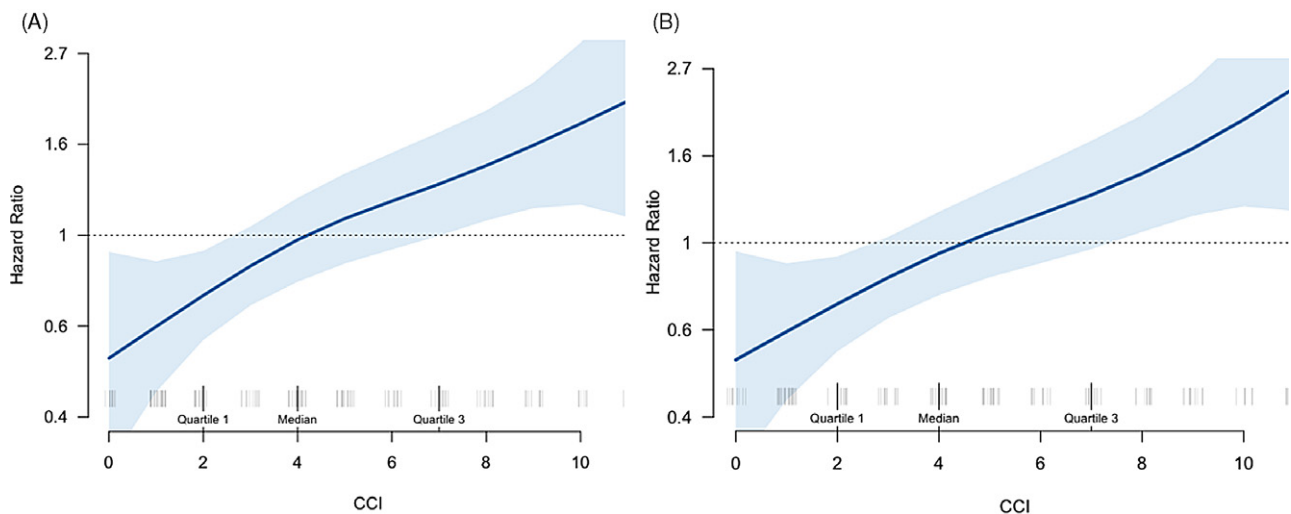 (A)
2.7
1.6
1
0.6
0.4
Hazard Ratio
Quartile 1
Median
Quartile 3
0 2 4 6 8 10
CCI
(B)
2.7
1.6
1
0.6
0.4
Hazard Ratio
Quartile 1
Median
Quartile 3
0 2 4 6 8 10
CCI